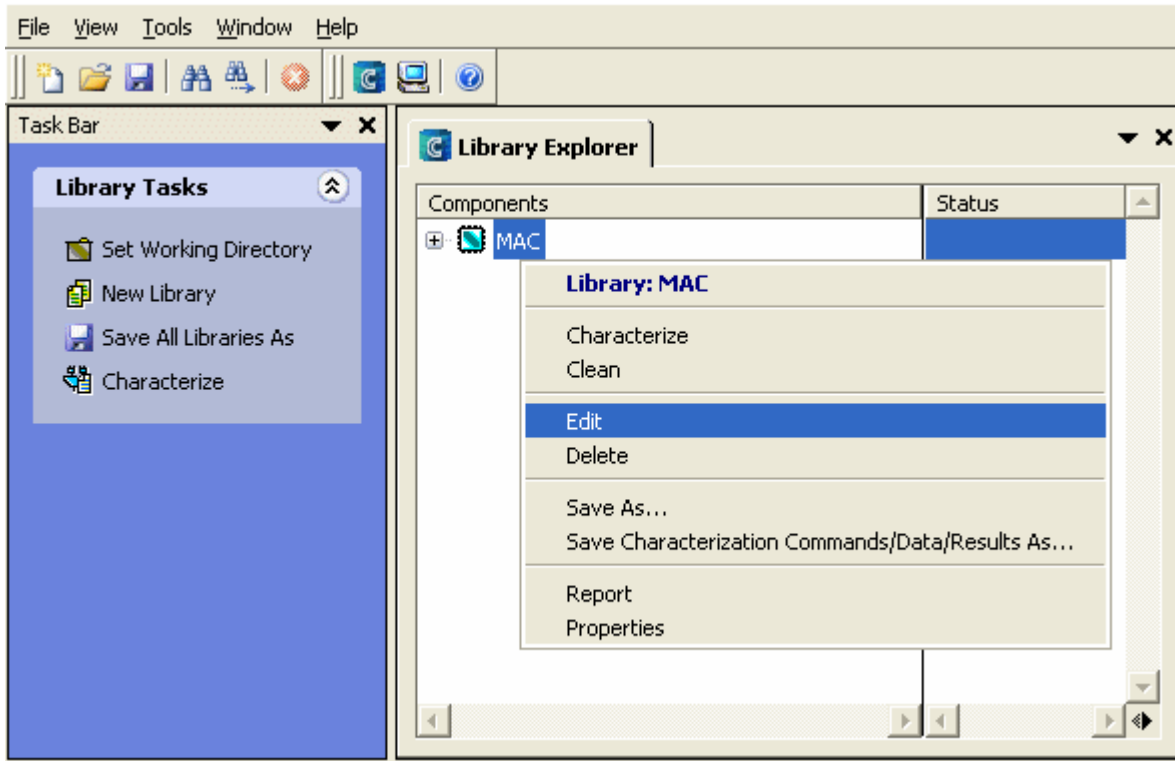 File View Tools Window Help
Task Bar
Library Tasks
Set Working Directory
New Library
Save All Libraries As
Characterize
Library Explorer
Components Status
MAC
Library: MAC
Characterize
Clean
Edit
Delete
Save As...
Save Characterization Commands/Data/Results As...
Report
Properties